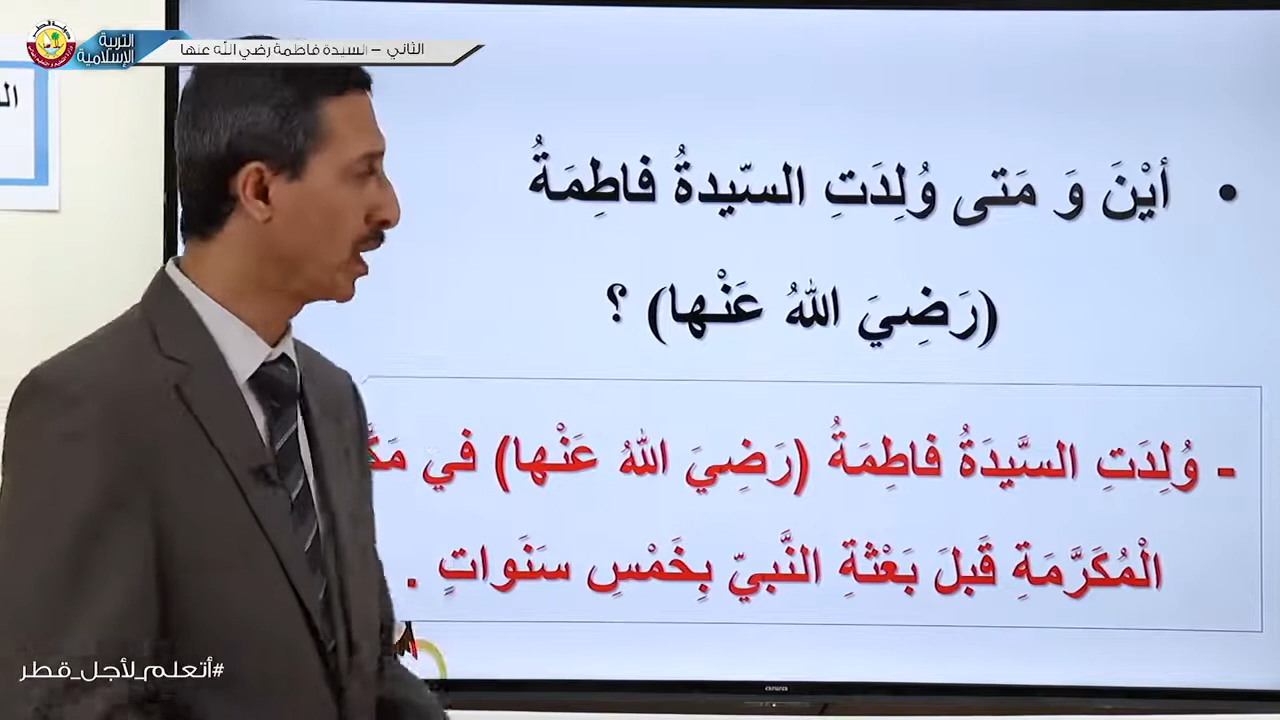 التربية
الإسلامية
الثاني – السيدة فاطمة رضي الله عنها
• أيْنَ وَ مَتى وُلِدَتِ السّيدةُ فاطِمَةُ
(رَضِيَ اللهُ عَنْها) ؟
- وُلِدَتِ السَّيَدَةُ فاطِمَةُ (رَضِيَ اللهُ عَنْها) في
الْمُكَرَّمَةِ قَبلَ بَعْثةِ النَّبيّ بِخَمْسِ سَنَواتٍ .
#أتعلم_لأجل_قطر